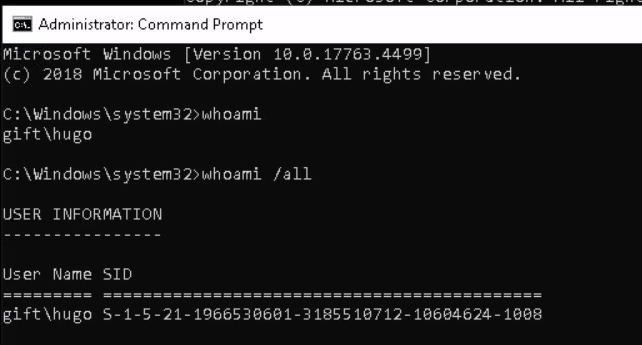 Administrator: Command Prompt
Microsoft Windows [Version 10.0.17763.4499]
(c) 2018 Microsoft Corporation. All rights reserved.
C:\Windows\system32>whoami
gift\hugo
C:\Windows\system32>whoami /all
USER INFORMATION
----------------
User Name SID
========= ============================================
gift\hugo S-1-5-21-1966530601-3185510712-10604624-1008